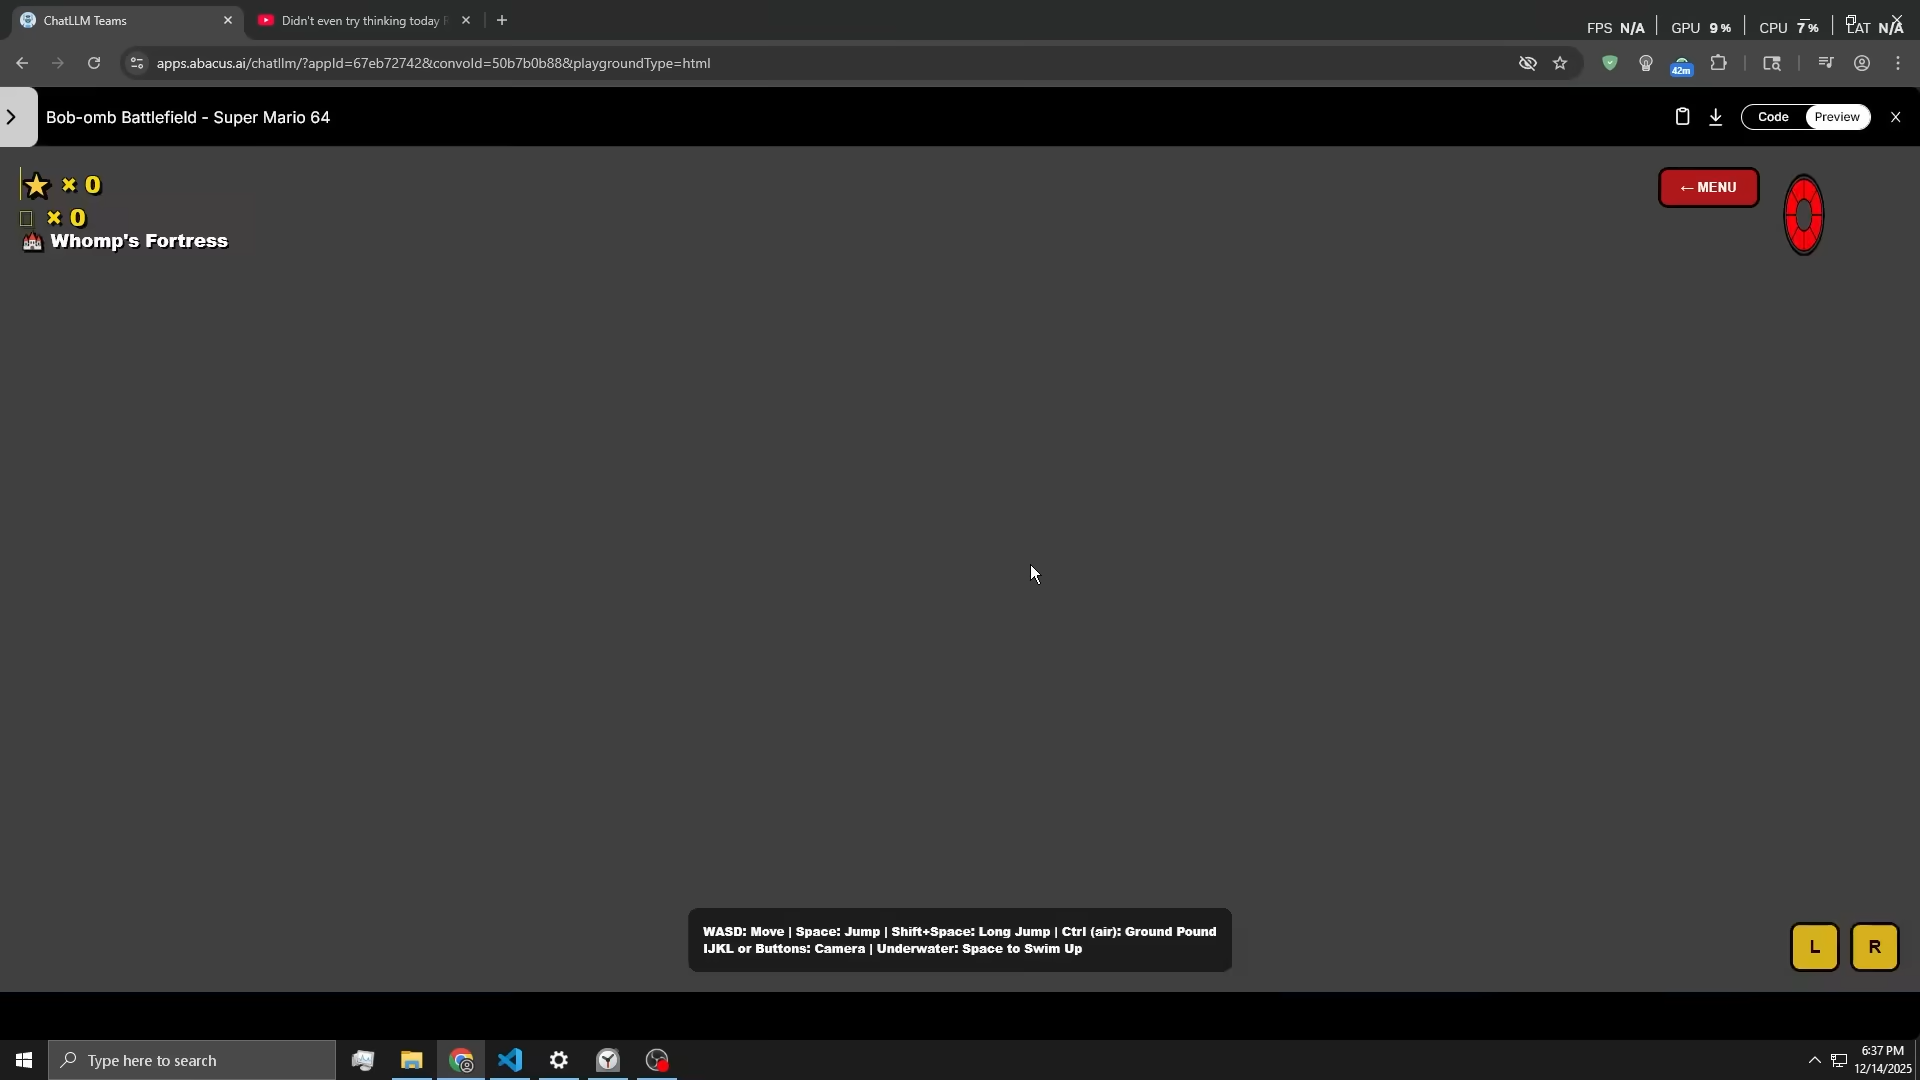 ChatLLM Teams
Didn't even try thinking today
FPS N/A GPU 9% CPU 7% LAT N/A
apps.abacus.ai/chatllm/?appId=67eb72742&convoId=50b7b0b88&playgroundType=html
42m
Bob-omb Battlefield - Super Mario 64
Code Preview
× 0
← MENU
× 0
Whomp's Fortress
WASD: Move | Space: Jump | Shift+Space: Long Jump | Ctrl (air): Ground Pound
IJKL or Buttons: Camera | Underwater: Space to Swim Up
L R
Type here to search
6:37 PM
12/14/2025